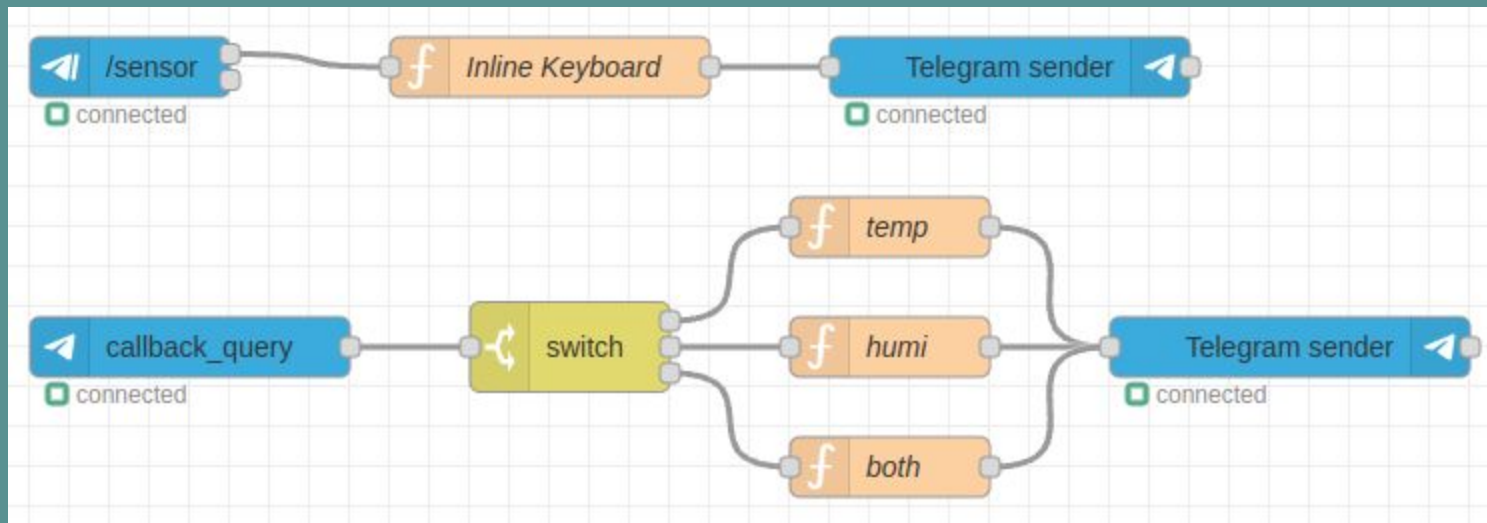 /sensor
Inline Keyboard
Telegram sender
connected
connected
temp
callback_query
switch
humi
Telegram sender
connected
connected
both